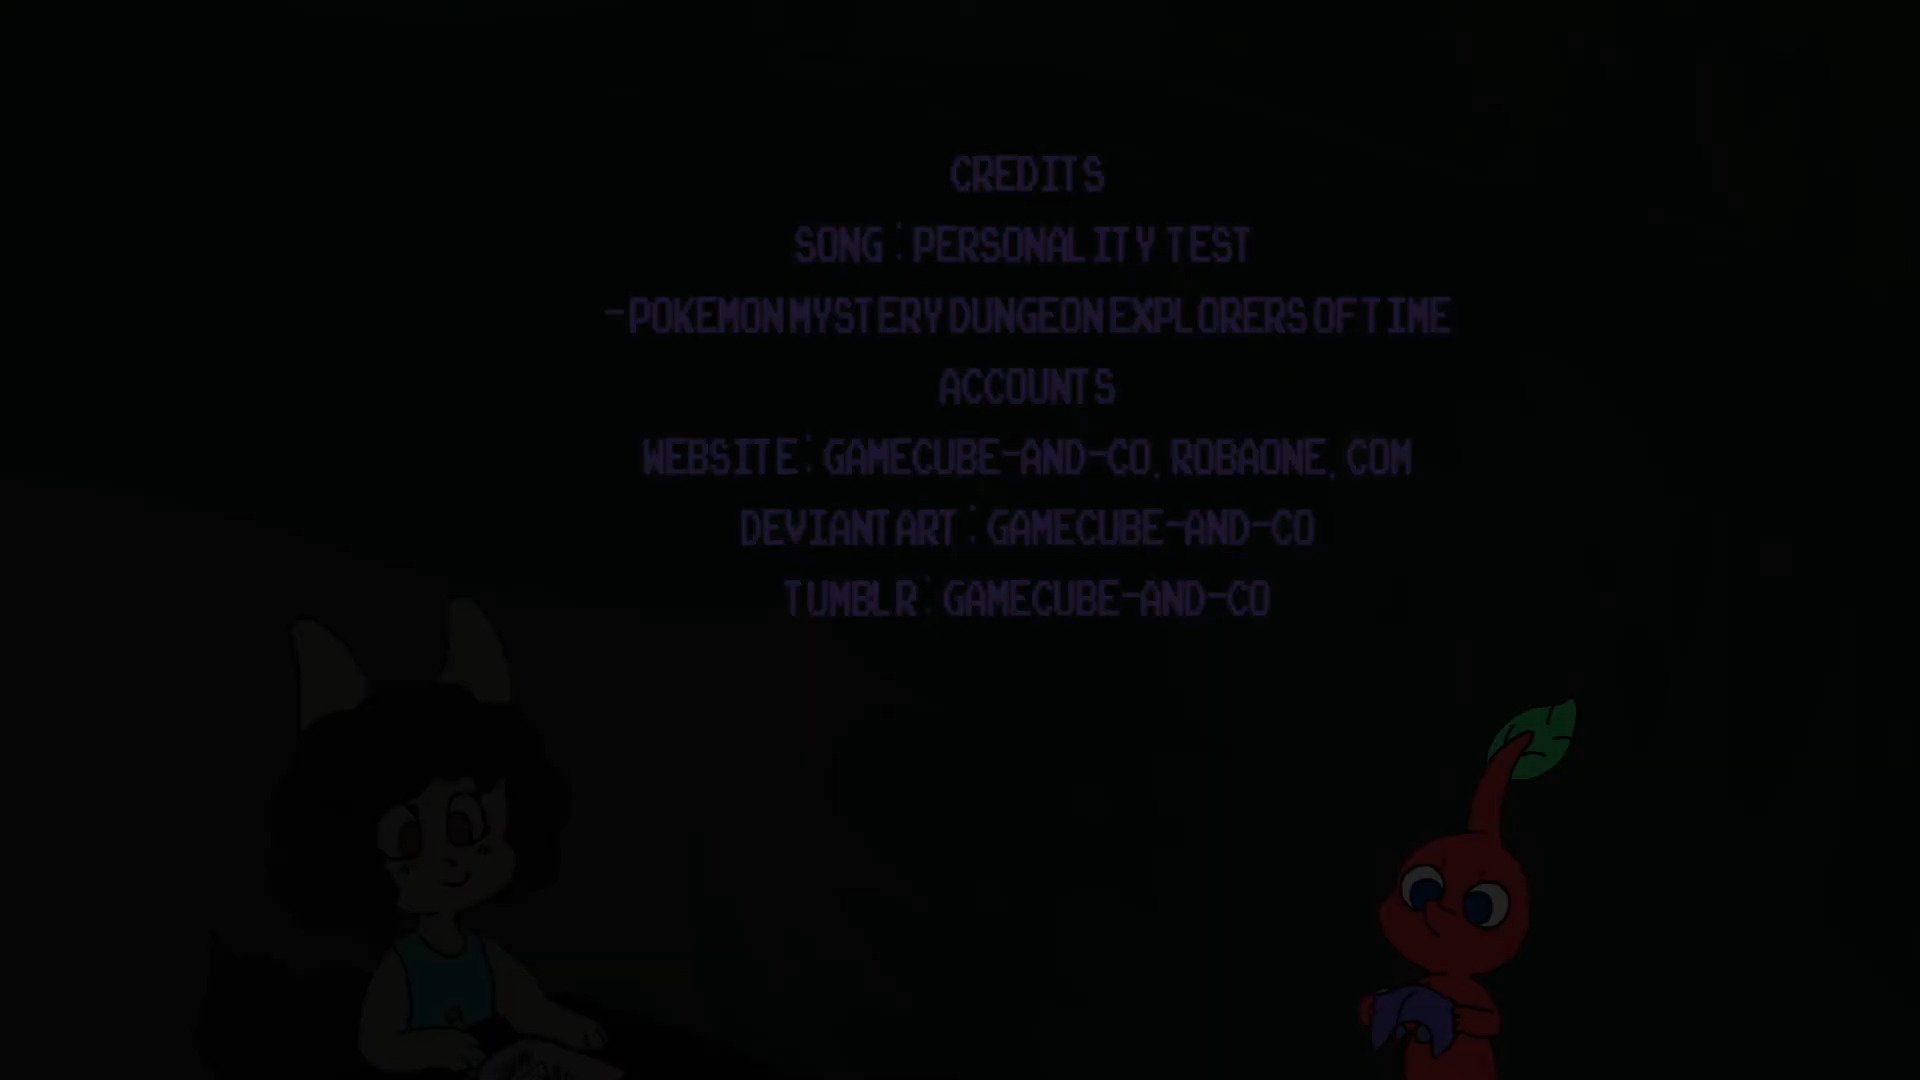 CREDITS
SONG: PERSONALITY TEST
-POKEMON MYSTERY DUNGEON EXPLORERS OF TIME
ACCOUNTS
WEBSITE: GAMECUBE-AND-CO.ROBAONE.COM
DEVIANTART: GAMECUBE-AND-CO
TUMBLR: GAMECUBE-AND-CO